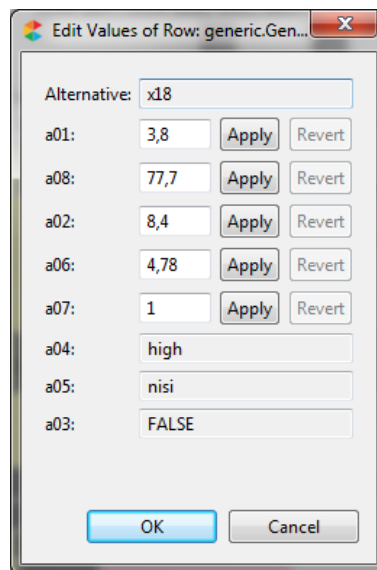 Edit Values of Row: generic.Gen...
Alternative: x18
a01: 3,8 Apply Revert
a08: 77,7 Apply Revert
a02: 8,4 Apply Revert
a06: 4,78 Apply Revert
a07: 1 Apply Revert
a04: high
a05: nisi
a03: FALSE
OK Cancel